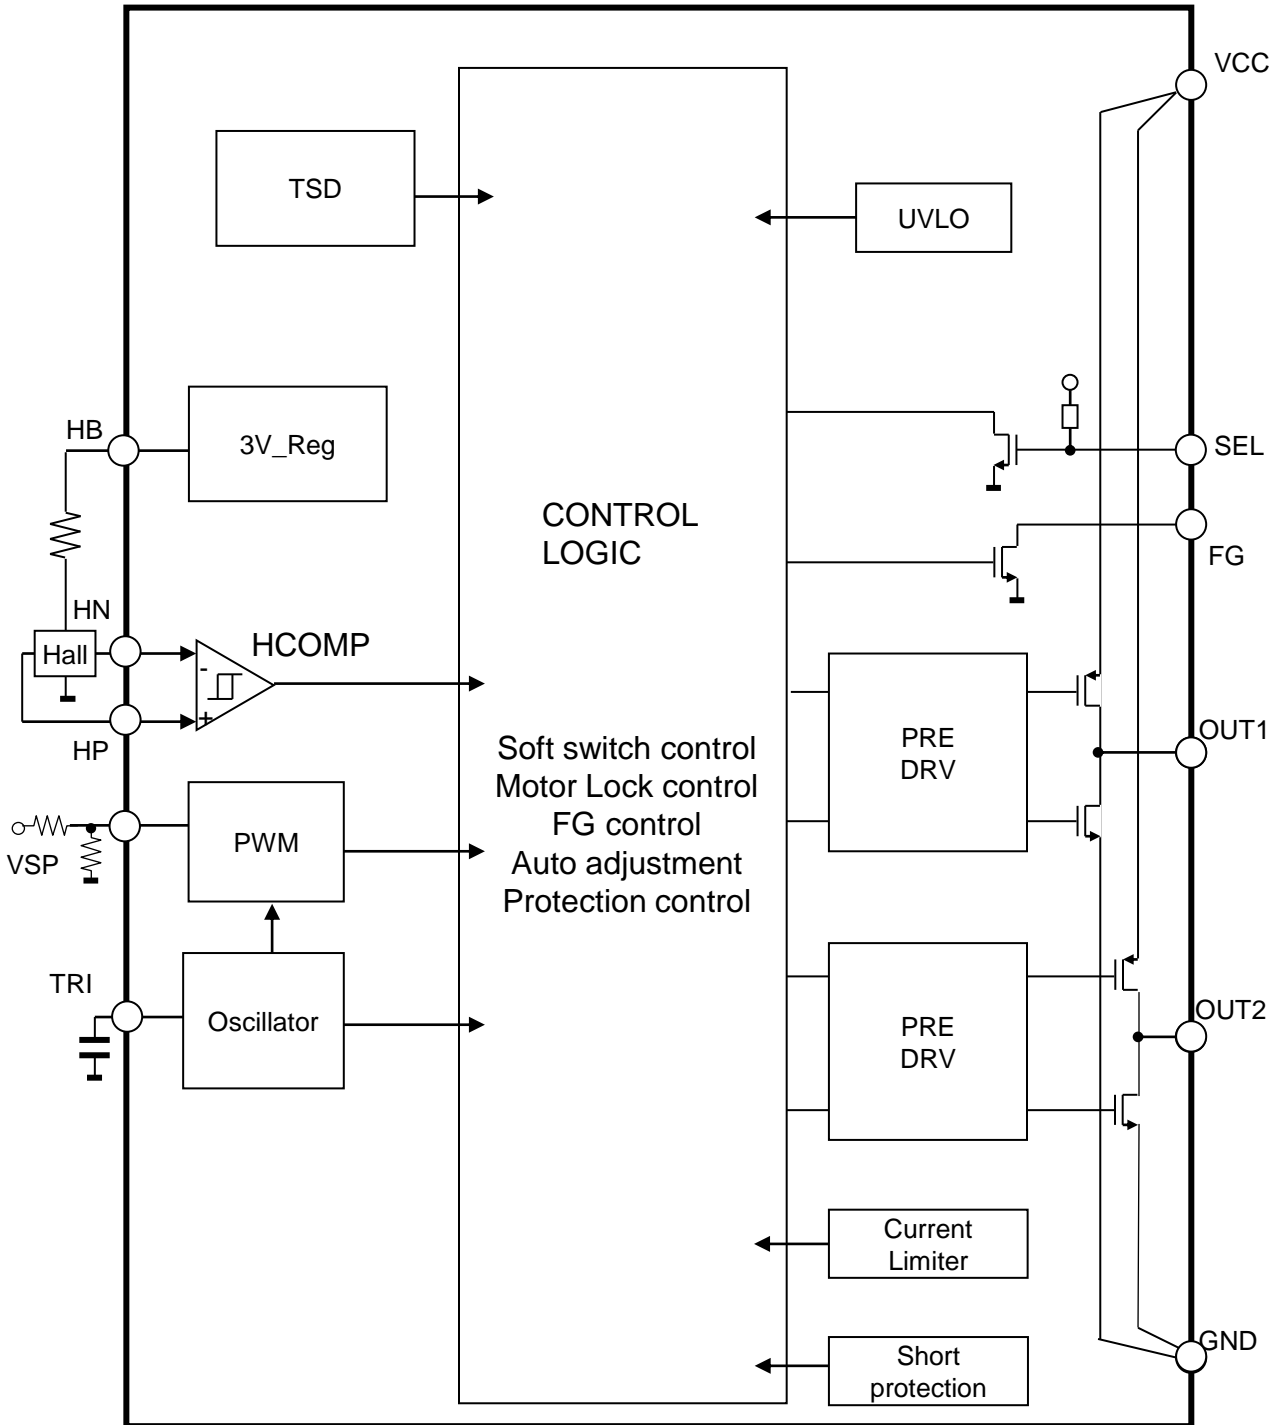 VCC
TSD
UVLO
HB
3V_Reg
SEL
CONTROL
LOGIC
FG
HN
Hall
HCOMP
-
+
HP
PRE
DRV
OUT1
Soft switch control
Motor Lock control
FG control
Auto adjustment
Protection control
PWM
VSP
TRI
Oscillator
PRE
DRV
OUT2
Current
Limiter
GND
Short
protection